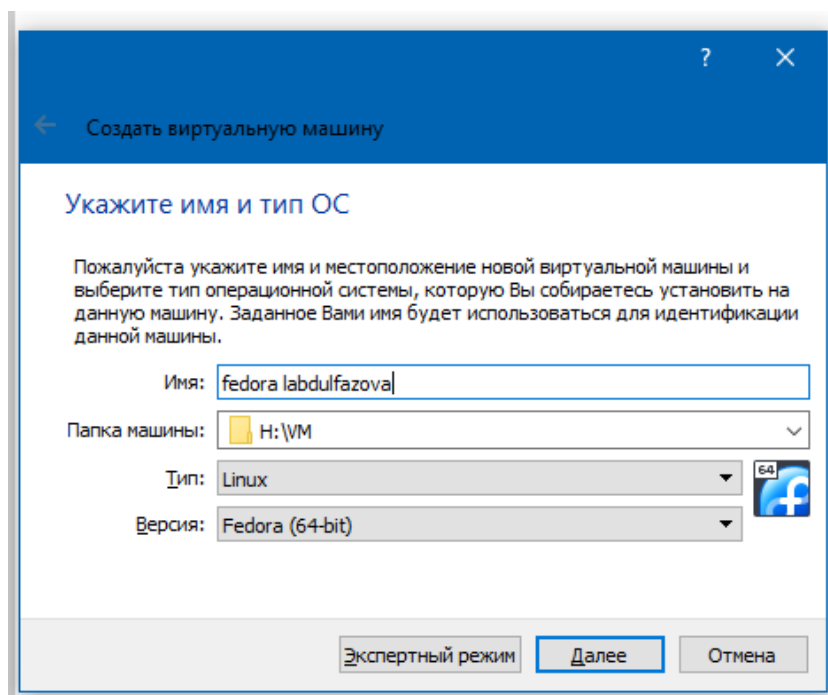 ?
Создать виртуальную машину
Укажите имя и тип ОС
Пожалуйста укажите имя и местоположение новой виртуальной машины и
выберите тип операционной системы, которую Вы собираетесь установить на
данную машину. Заданное Вами имя будет использоваться для идентификации
данной машины.
Имя: fedora labdulfazova
Папка машины: H:\VM
Тип: Linux
64
Версия: Fedora (64-bit)
Экспертный режим Далее Отмена